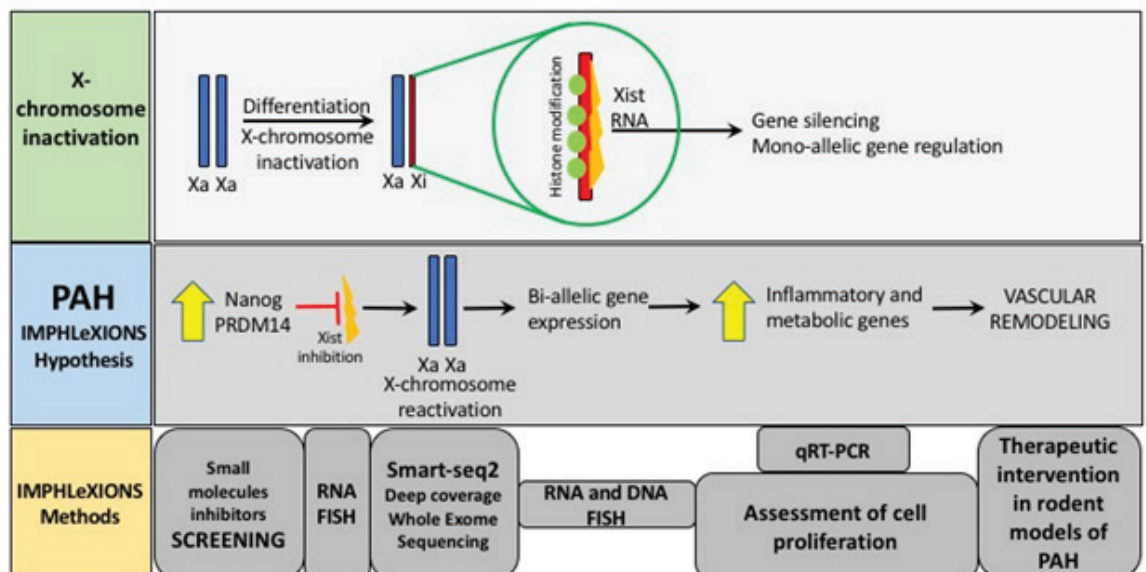 X-
chromosome
inactivation
Differentiation
X-chromosome
inactivation
Xa Xa
Xa Xi
Histone modification
Xist
RNA
Gene silencing
Mono-allelic gene regulation
PAH
IMPHLeXIONS
Hypothesis
Nanog
PRDM14
Xist
inhibition
Xa Xa
X-chromosome
reactivation
Bi-allelic gene
expression
Inflammatory and
metabolic genes
VASCULAR
REMODELING
IMPHLeXIONS
Methods
Small
molecules
inhibitors
SCREENING
RNA
FISH
Smart-seq2
Deep coverage
Whole Exome
Sequencing
RNA and DNA
FISH
qRT-PCR
Assessment of cell
proliferation
Therapeutic
intervention
in rodent
models of
PAH